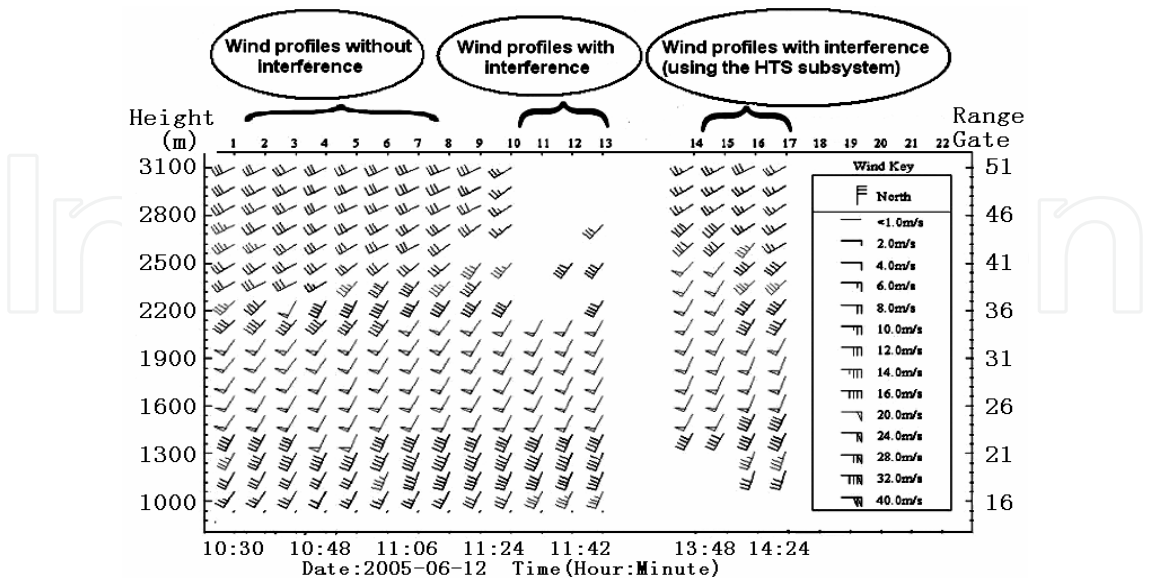 Wind profiles without
interference
Wind profiles with
interference
Wind profiles with interference
(using the HTS subsystem)
Height
(m)
Range
Gate
1 2 3 4 5 6 7 8 9 10 11 12 13 14 15 16 17 18 19 20 21 22
3100 51
2800 46
2500 41
2200 36
1900 31
1600 26
1300 21
1000 16
Wind Key
North
<1.0m/s
2.0m/s
4.0m/s
6.0m/s
8.0m/s
10.0m/s
12.0m/s
14.0m/s
16.0m/s
20.0m/s
24.0m/s
28.0m/s
32.0m/s
40.0m/s
10:30 10:48 11:06 11:24 11:42 13:48 14:24
Date:2005-06-12 Time(Hour:Minute)